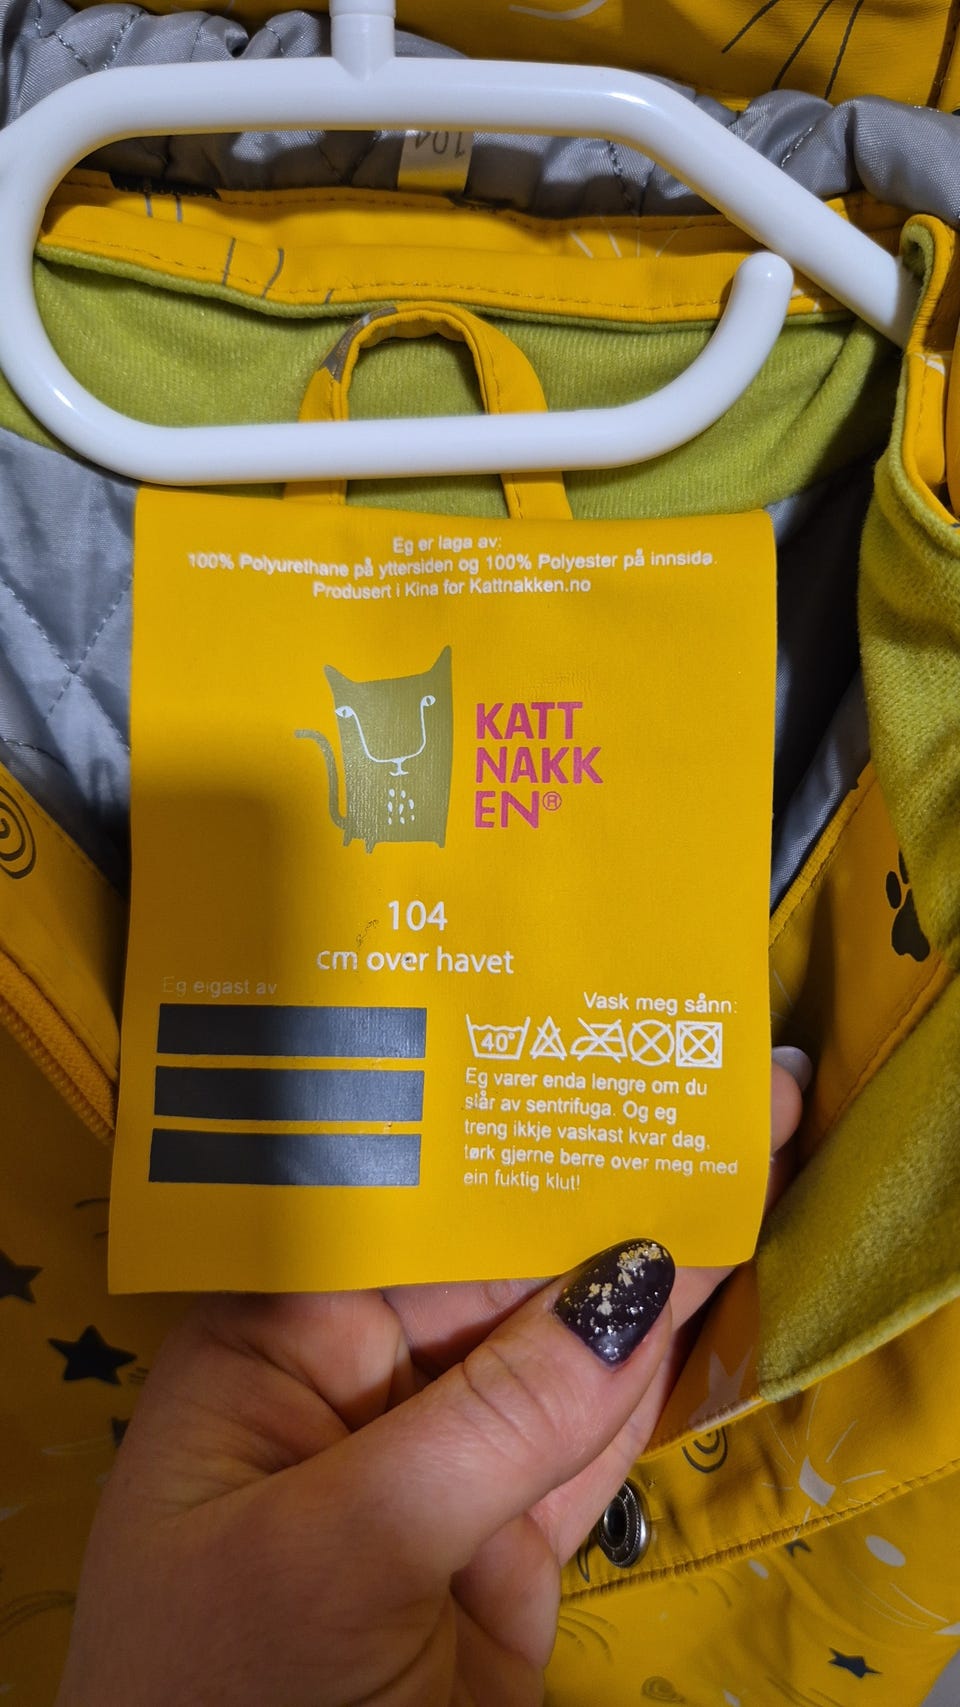 104
Eg er laga av:
100% Polyurethane på yttersiden og 100% Polyester på innsida.
Produsert i Kina for Kattnakken.no
KATT
NAKK
EN®
104
cm over havet
Eg eigast av
Vask meg sånn:
40°
Eg varer enda lengre om du
slår av sentrifuga. Og eg
treng ikkje vaskast kvar dag,
tørk gjerne berre over meg med
ein fuktig klut!